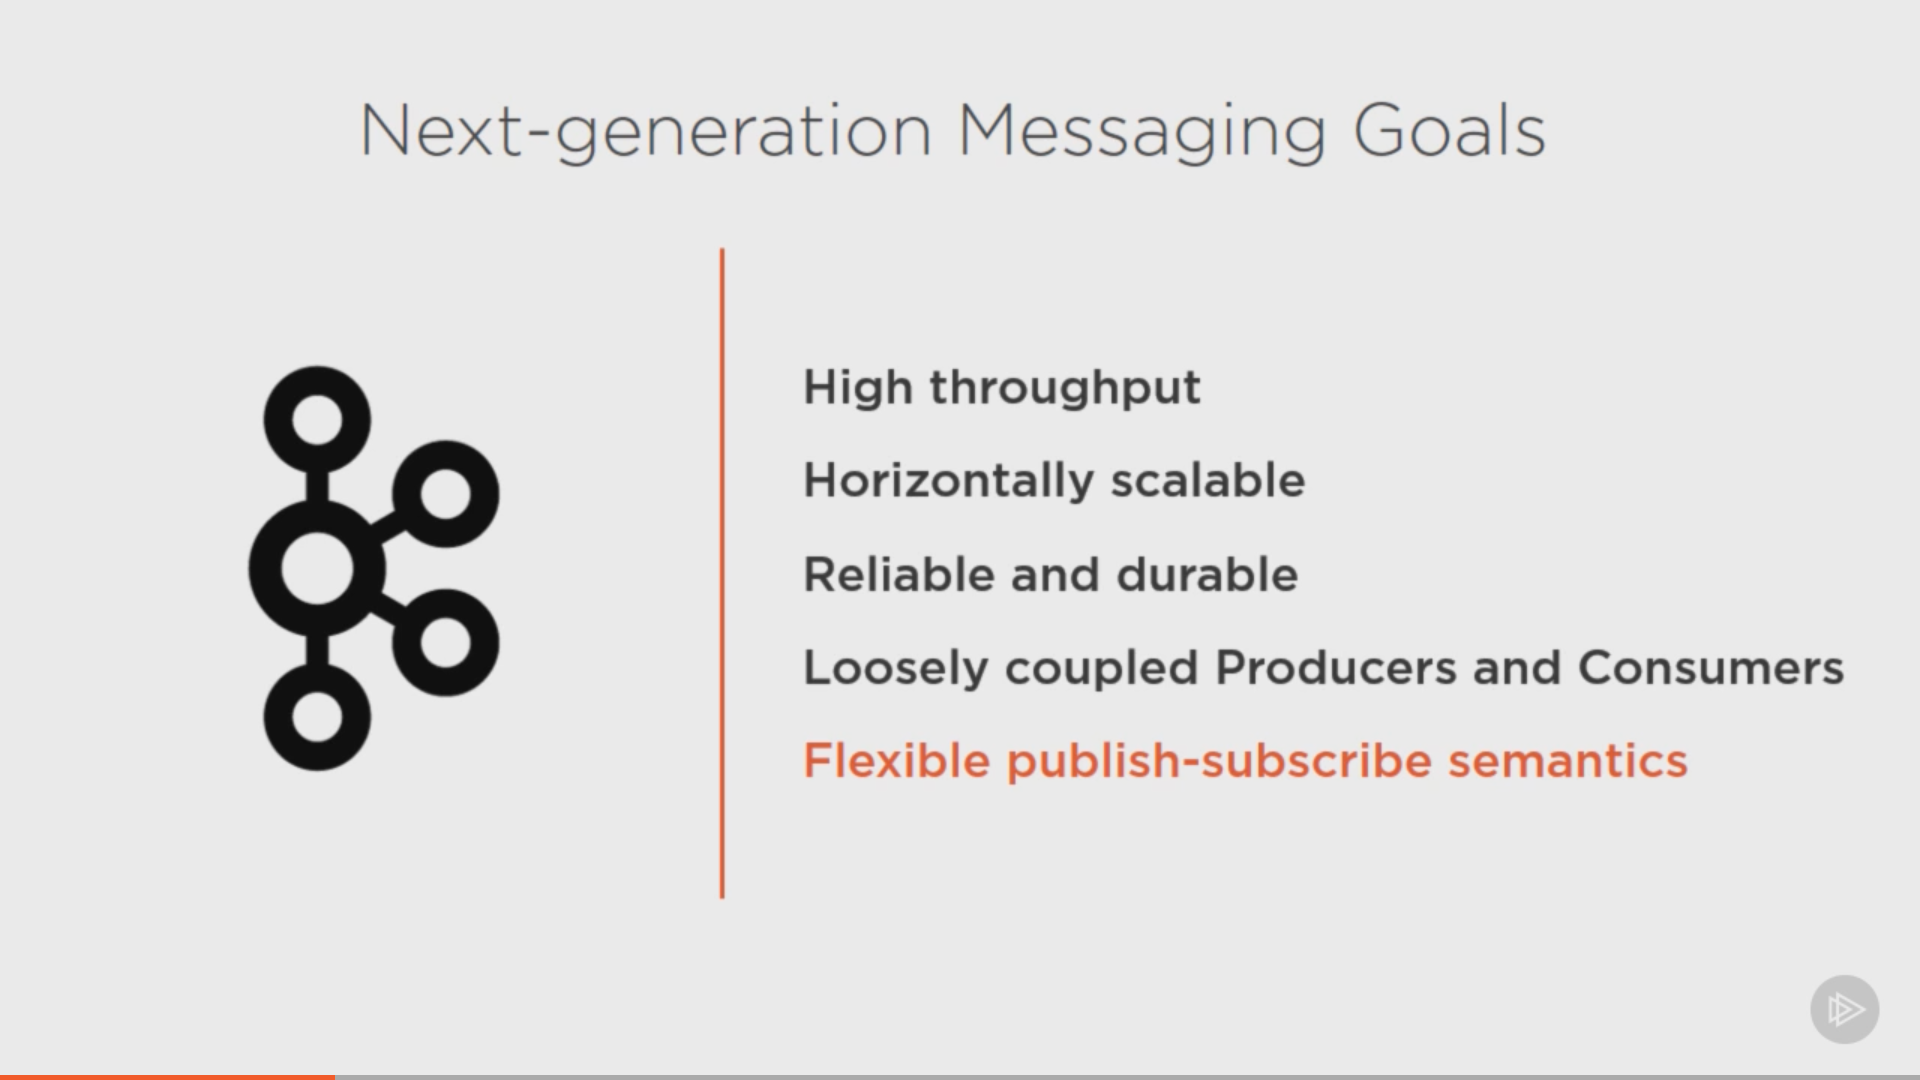 Next-generation Messaging Goals
High throughput
Horizontally scalable
Reliable and durable
Loosely coupled Producers and Consumers
Flexible publish-subscribe semantics